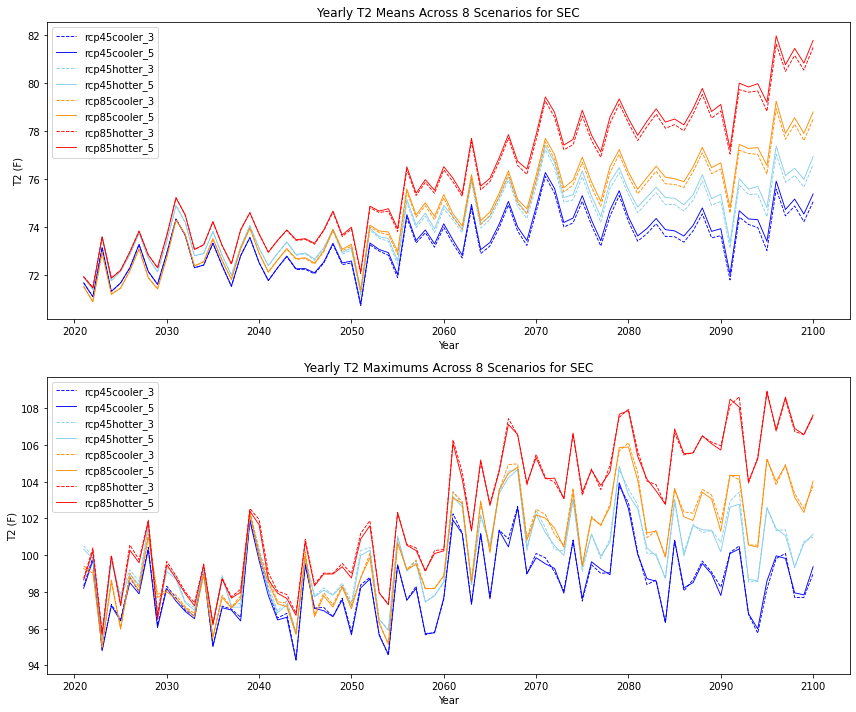 Yearly T2 Means Across 8 Scenarios for SEC
82
80
78
76
74
72
T2 (F)
rcp45cooler_3
rcp45cooler_5
rcp45hotter_3
rcp45hotter_5
rcp85cooler_3
rcp85cooler_5
rcp85hotter_3
rcp85hotter_5
2020 2030 2040 2050 2060 2070 2080 2090 2100
Year
Yearly T2 Maximums Across 8 Scenarios for SEC
108
106
104
102
100
98
96
94
T2 (F)
rcp45cooler_3
rcp45cooler_5
rcp45hotter_3
rcp45hotter_5
rcp85cooler_3
rcp85cooler_5
rcp85hotter_3
rcp85hotter_5
2020 2030 2040 2050 2060 2070 2080 2090 2100
Year